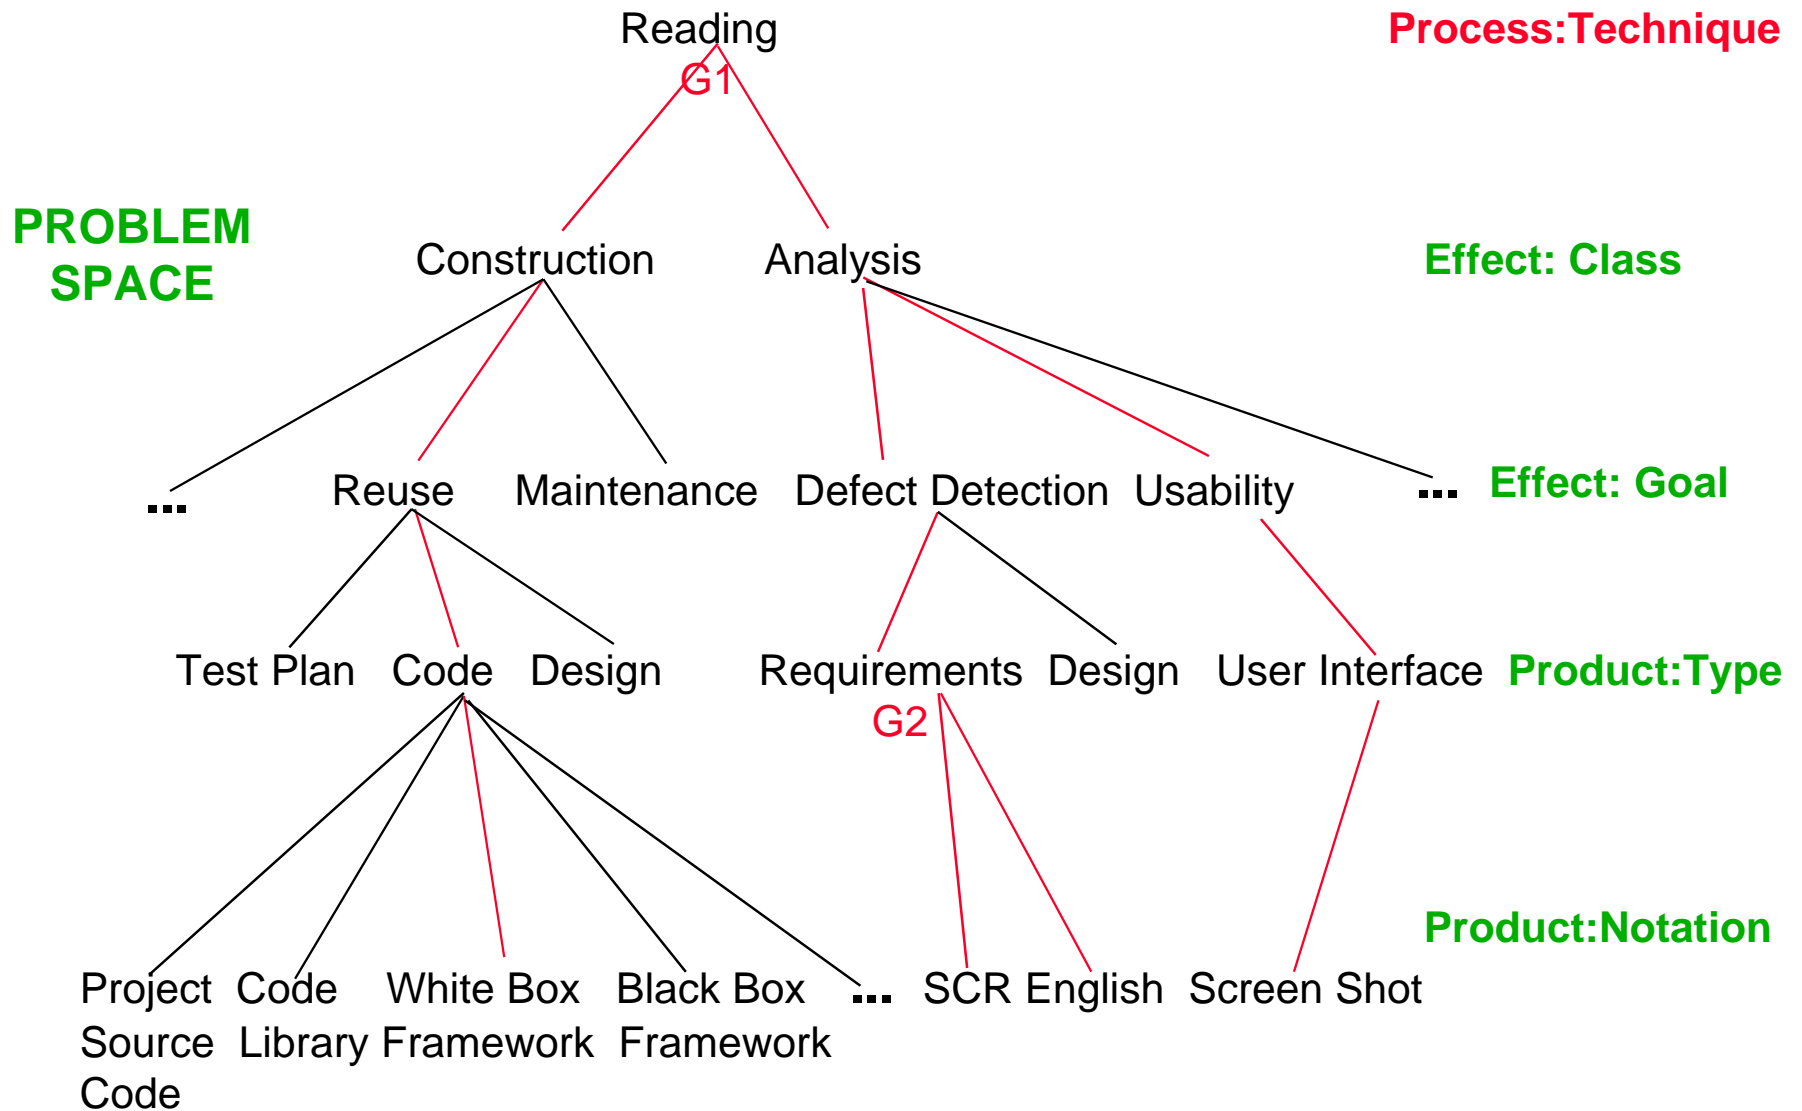 Reading Process:Technique
G1
PROBLEM
SPACE
Construction Analysis Effect: Class
... Reuse Maintenance Defect Detection Usability ... Effect: Goal
Test Plan Code Design Requirements Design User Interface Product:Type
G2
Product:Notation
Project Code White Box Black Box ... SCR English Screen Shot
Source Library Framework Framework
Code